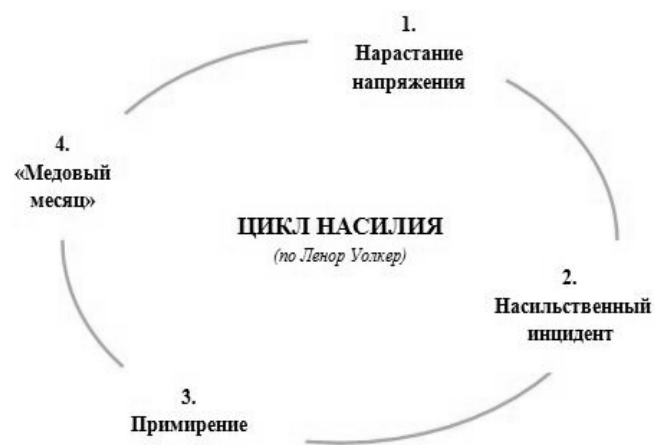 1.
Нарастание
напряжения
4.
«Медовый
месяц»
ЦИКЛ НАСИЛИЯ
(по Ленор Уолкер)
2.
Насильственный
инцидент
3.
Примирение